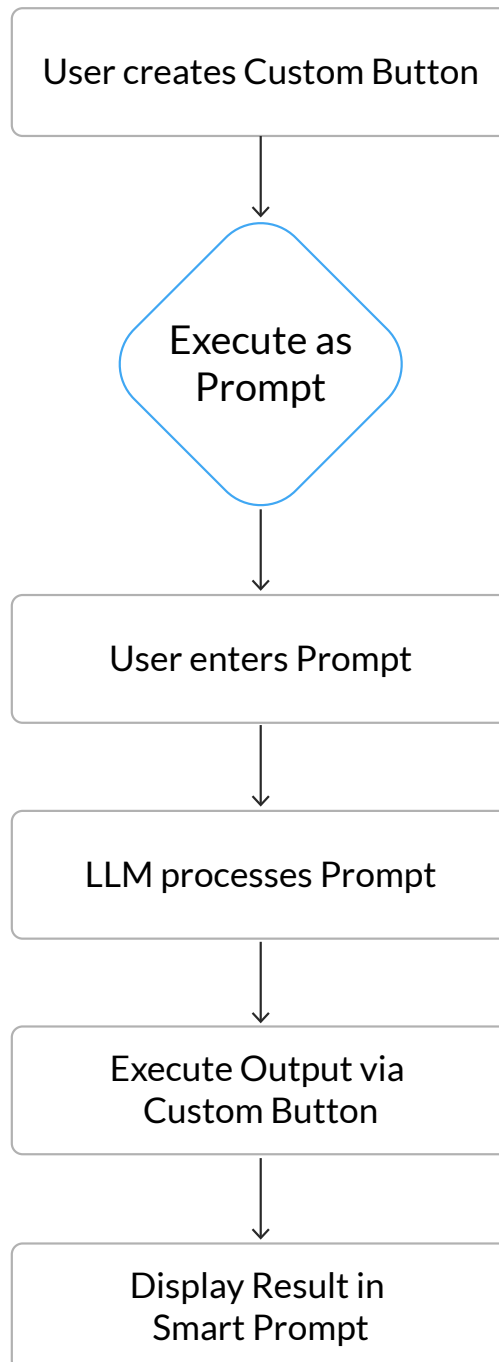 User creates Custom Button
Execute as
Prompt
User enters Prompt
LLM processes Prompt
Execute Output via
Custom Button
Display Result in
Smart Prompt